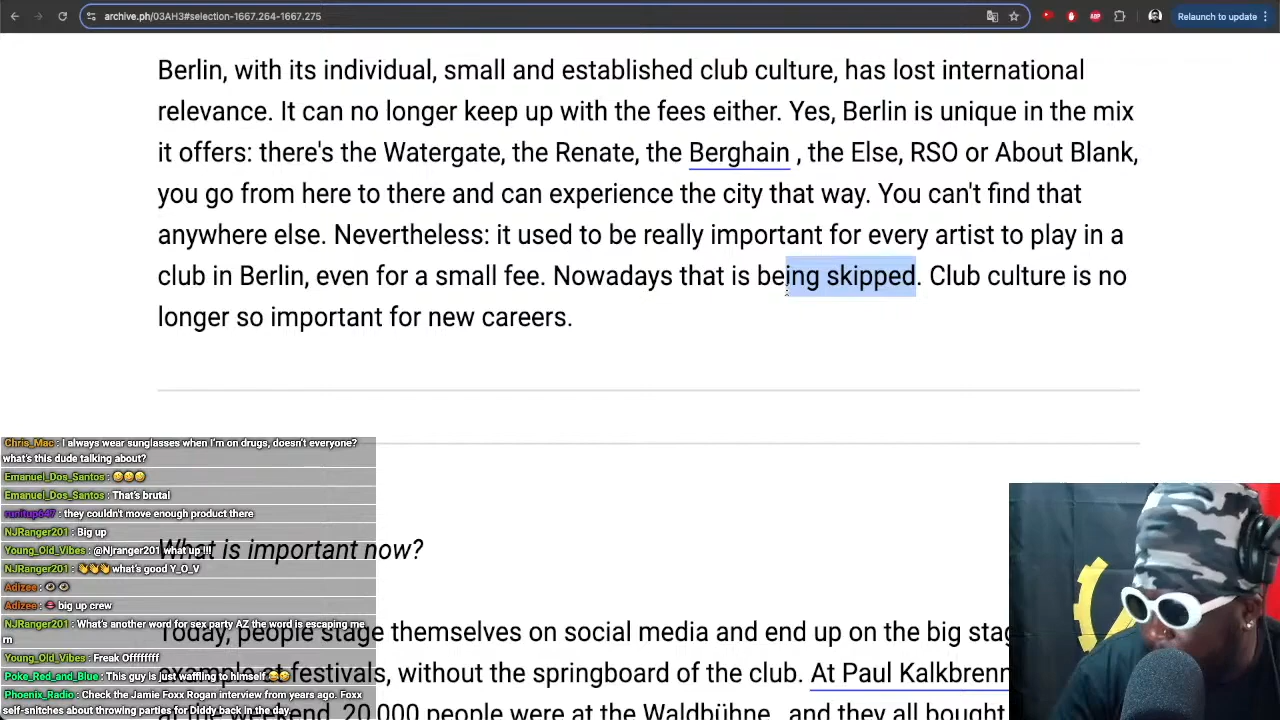 archive.ph/03AH3#selection-1667.264-1667.275
Relaunch to update
Berlin, with its individual, small and established club culture, has lost international
relevance. It can no longer keep up with the fees either. Yes, Berlin is unique in the mix
it offers: there's the Watergate, the Renate, the Berghain , the Else, RSO or About Blank,
you go from here to there and can experience the city that way. You can't find that
anywhere else. Nevertheless: it used to be really important for every artist to play in a
club in Berlin, even for a small fee. Nowadays that is being skipped. Club culture is no
longer so important for new careers.
What is important now?
Today, people stage themselves on social media and end up on the big
festivals, without the springboard of the club. At Paul
at the weekend, 20,000 people were at the Waldbühne and they all bought
Chris_Mac : I always wear sunglasses when I'm on drugs, doesn't everyone?
what's this dude talking about?
Emanuel_Dos_Santos : 🤣🤣🤣
Emanuel_Dos_Santos : That's brutal
runitup647 : they couldn't move enough product there
NJRanger201 : Big up
Young_Old_Vibes : @Njranger201 what up !!!
NJRanger201 : 👏👏👏 what's good Y_O_V
Adizee : 👁 👁
Adizee : big up crew
NJRanger201 : What's another word for sex party AZ the word is escaping me
rn
Young_Old_Vibes : Freak Offfffffff
Poke_Red_and_Blue : This guy is just waffling to himself
Phoenix_Radio : Check the Jamie Foxx Rogan interview from years ago. Foxx
self-snitches about throwing parties for Diddy back in the day.